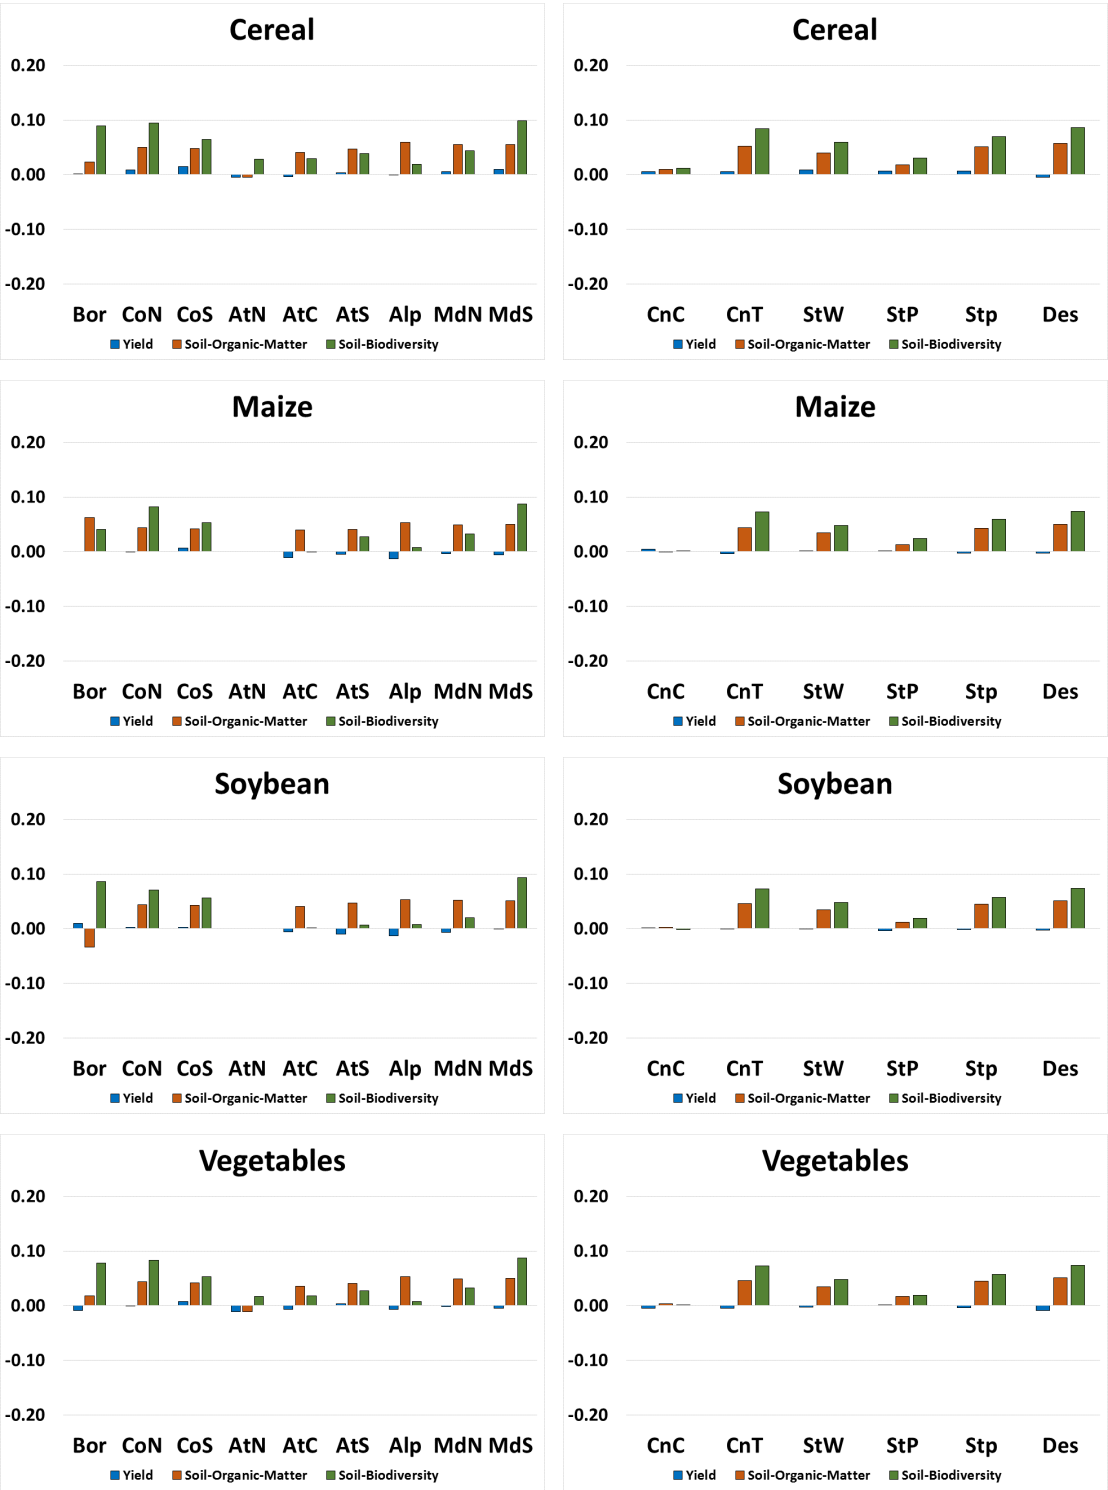 Cereal
0.20
0.10
0.00
-0.10
-0.20
Bor CoN CoS AtN AtC AtS Alp MdN MdS
Yield Soil-Organic-Matter Soil-Biodiversity
Cereal
0.20
0.10
0.00
-0.10
-0.20
CnC CnT StW StP Stp Des
Yield Soil-Organic-Matter Soil-Biodiversity
Maize
0.20
0.10
0.00
-0.10
-0.20
Bor CoN CoS AtN AtC AtS Alp MdN MdS
Yield Soil-Organic-Matter Soil-Biodiversity
Maize
0.20
0.10
0.00
-0.10
-0.20
CnC CnT StW StP Stp Des
Yield Soil-Organic-Matter Soil-Biodiversity
Soybean
0.20
0.10
0.00
-0.10
-0.20
Bor CoN CoS AtN AtC AtS Alp MdN MdS
Yield Soil-Organic-Matter Soil-Biodiversity
Soybean
0.20
0.10
0.00
-0.10
-0.20
CnC CnT StW StP Stp Des
Yield Soil-Organic-Matter Soil-Biodiversity
Vegetables
0.20
0.10
0.00
-0.10
-0.20
Bor CoN CoS AtN AtC AtS Alp MdN MdS
Yield Soil-Organic-Matter Soil-Biodiversity
Vegetables
0.20
0.10
0.00
-0.10
-0.20
CnC CnT StW StP Stp Des
Yield Soil-Organic-Matter Soil-Biodiversity